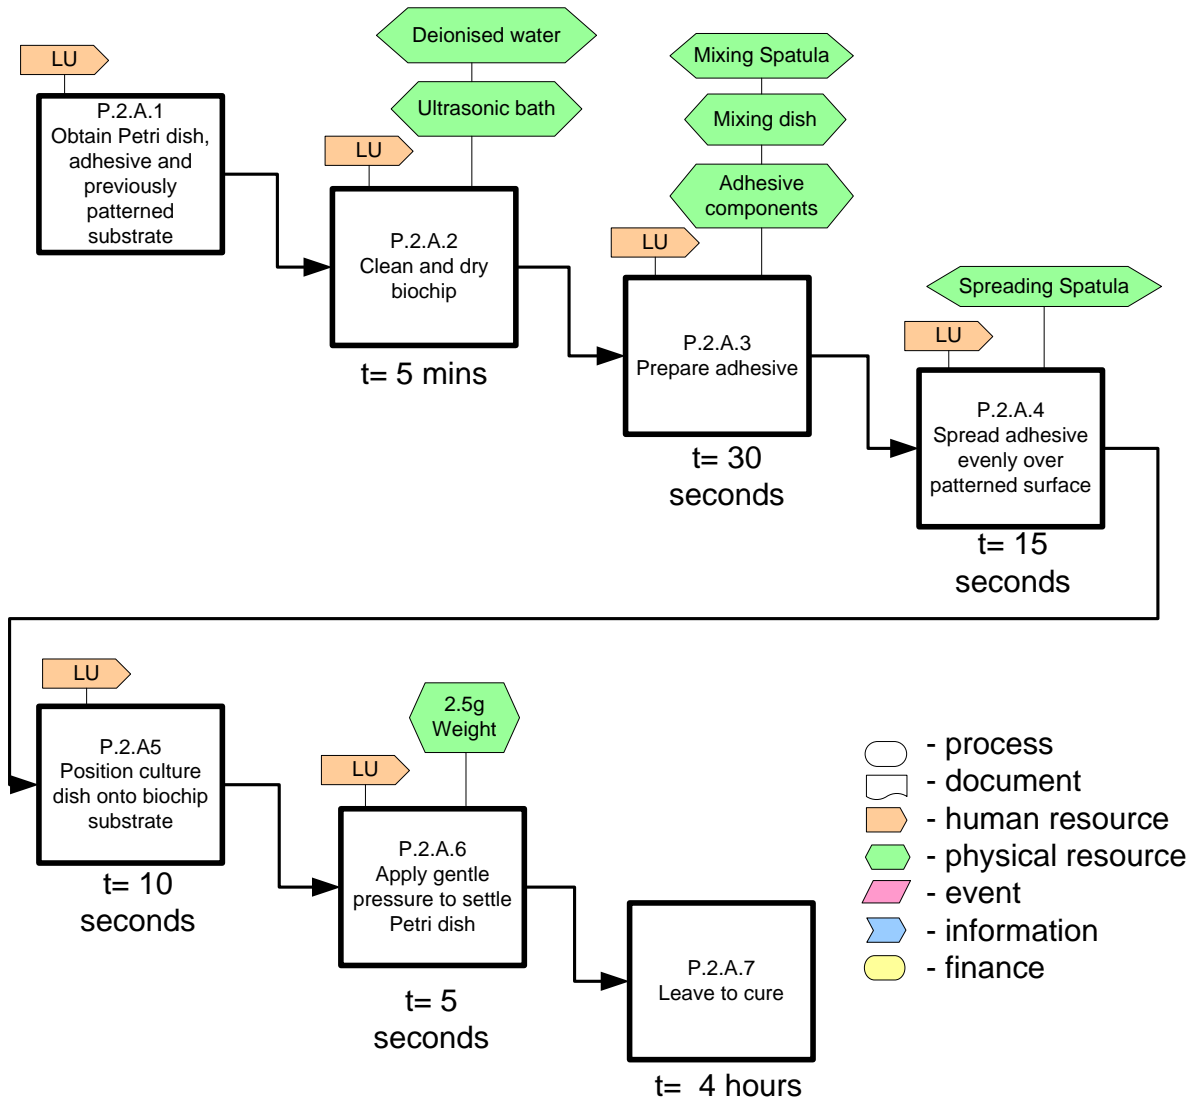 LU
P.2.A.1
Obtain Petri dish,
adhesive and
previously
patterned
substrate
Deionised water
Ultrasonic bath
LU
P.2.A.2
Clean and dry
biochip
t= 5 mins
Mixing Spatula
Mixing dish
Adhesive
components
LU
P.2.A.3
Prepare adhesive
t= 30
seconds
Spreading Spatula
LU
P.2.A.4
Spread adhesive
evenly over
patterned surface
t= 15
seconds
LU
P.2.A5
Position culture
dish onto biochip
substrate
t= 10
seconds
2.5g
Weight
LU
P.2.A.6
Apply gentle
pressure to settle
Petri dish
t= 5
seconds
P.2.A.7
Leave to cure
t= 4 hours
- process
- document
- human resource
- physical resource
- event
- information
- finance